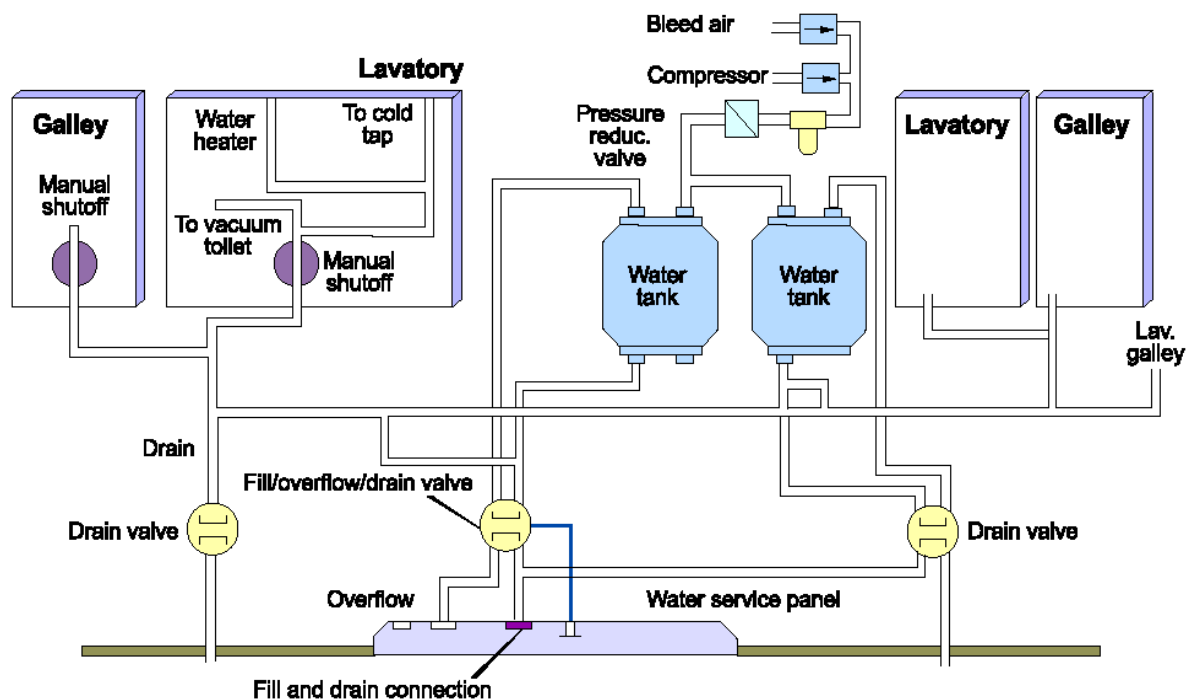 Bleed air
Compressor
Lavatory
Galley
Water
heater
To cold
tap
Pressure
reduc.
valve
Lavatory
Galley
Manual
shutoff
To vacuum
toilet
Manual
shutoff
Water
tank
Water
tank
Lav.
galley
Drain
Fill/overflow/drain valve
Drain valve
Drain valve
Overflow
Water service panel
Fill and drain connection